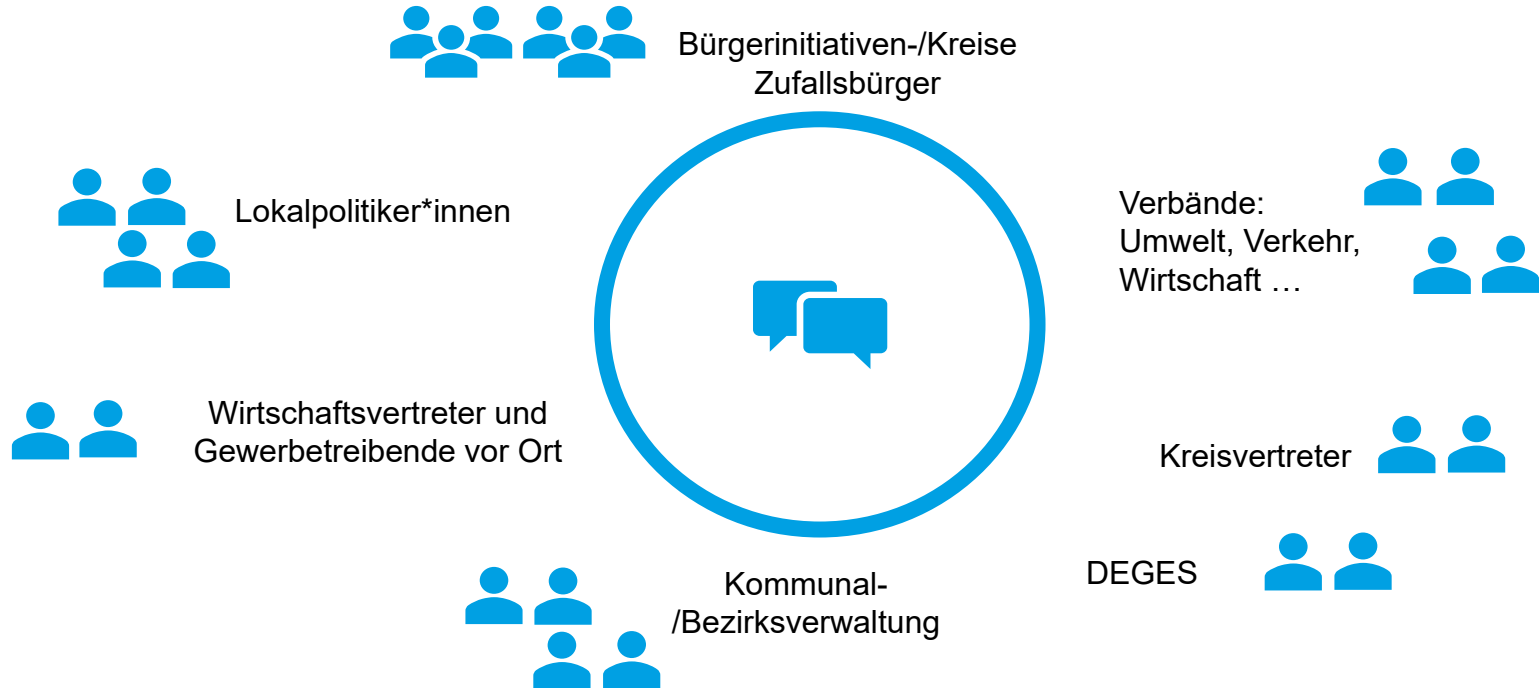 Bürgerinitiativen-/Kreise
Zufallsbürger
Lokalpolitiker*innen
Verbände:
Umwelt, Verkehr,
Wirtschaft …
Wirtschaftsvertreter und
Gewerbetreibende vor Ort
Kreisvertreter
DEGES
Kommunal-
/Bezirksverwaltung